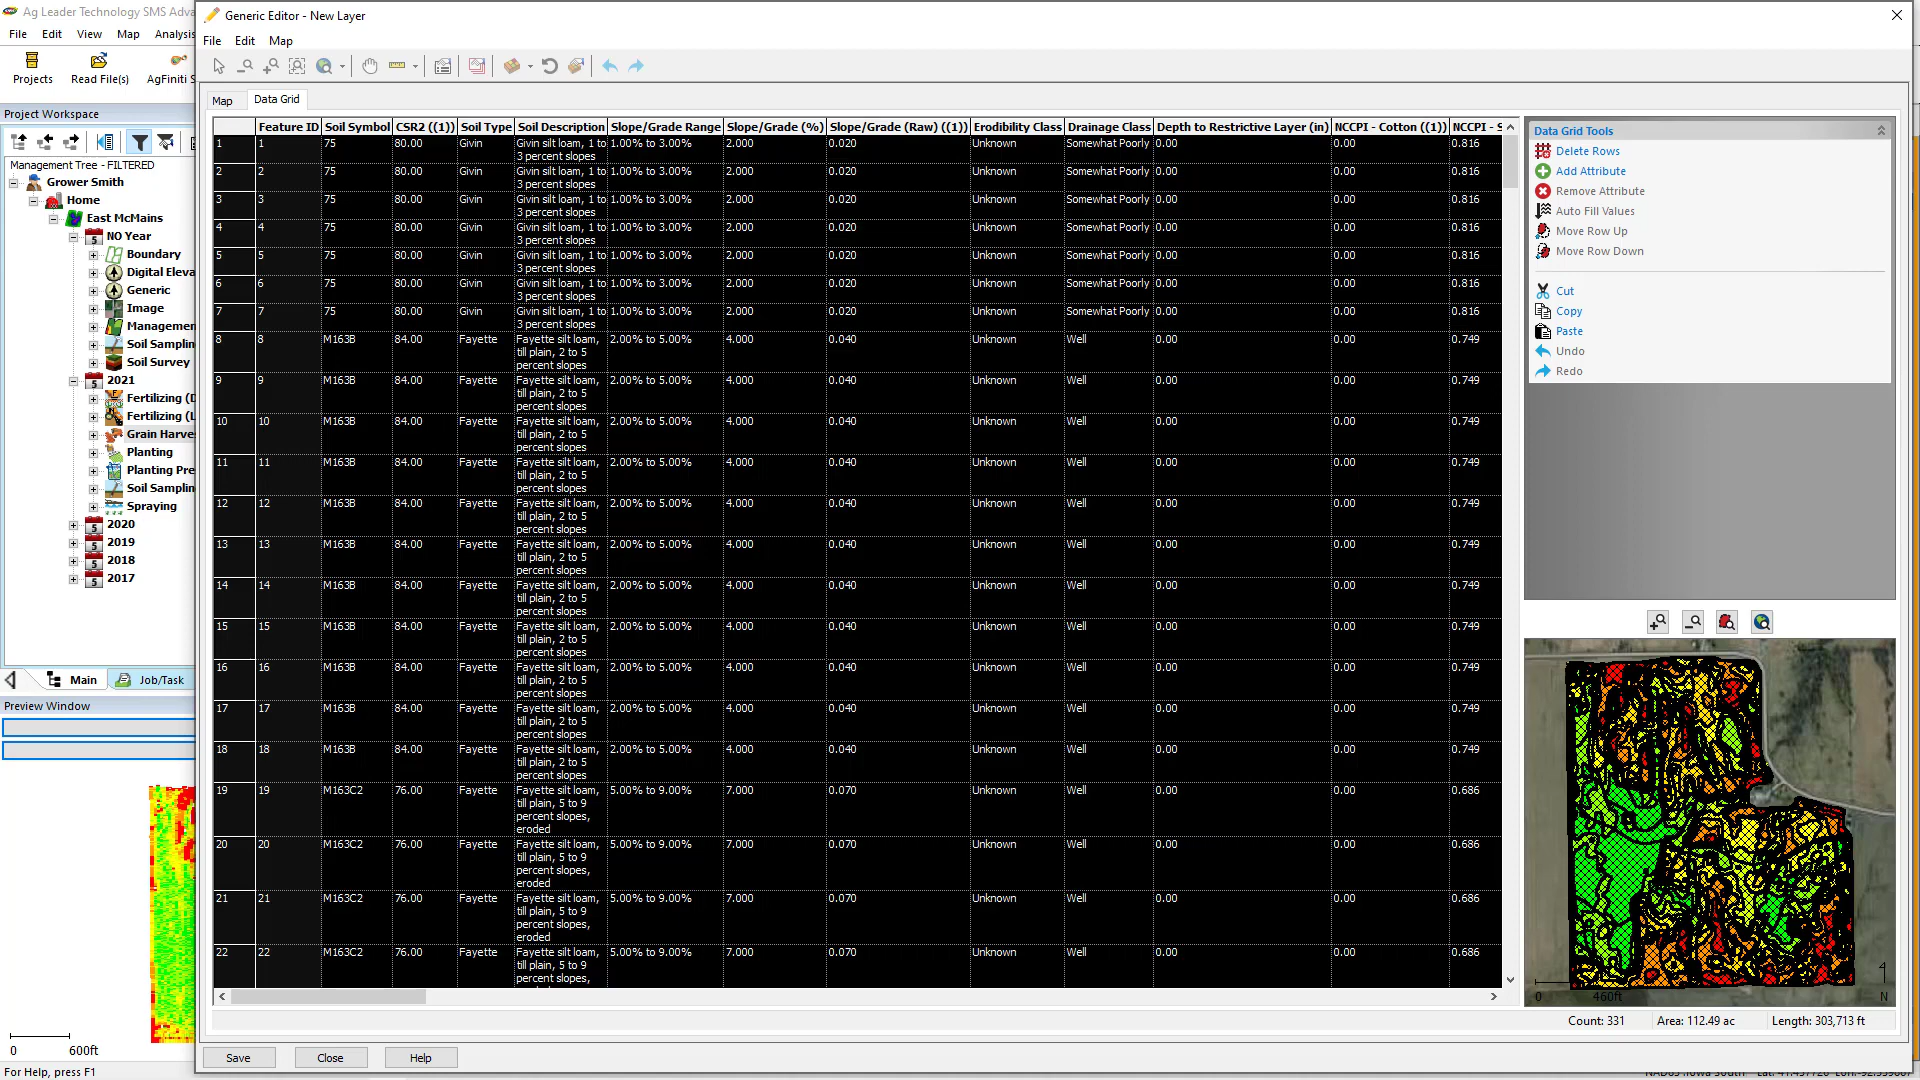 Ag Leader Technology SMS Adva
File Edit View Map Analysis
Projects Read File(s) AgFiniti S
Project Workspace
Management Tree - FILTERED
Grower Smith
Home
East McMains
NO Year
Boundary
Digital Eleva
Generic
Image
Managemen
Soil Samplin
Soil Survey
2021
Fertilizing (D
Fertilizing (L
Grain Harve
Planting
Planting Pre
Soil Samplin
Spraying
2020
2019
2018
2017
Main Job/Task
Preview Window
0 600ft
For Help, press F1
Generic Editor - New Layer
File Edit Map
Map Data Grid
Feature ID Soil Symbol CSR2 ((1)) Soil Type Soil Description Slope/Grade Range Slope/Grade (%) Slope/Grade (Raw) ((1)) Erodibility Class Drainage Class Depth to Restrictive Layer (in) NCCPI - Cotton ((1)) NCCPI - S
1 1 75 80.00 Givin Givin silt loam, 1 to 1.00% to 3.00% 2.000 0.020 Unknown Somewhat Poorly 0.00 0.00 0.816
3 percent slopes
2 2 75 80.00 Givin Givin silt loam, 1 to 1.00% to 3.00% 2.000 0.020 Unknown Somewhat Poorly 0.00 0.00 0.816
3 percent slopes
3 3 75 80.00 Givin Givin silt loam, 1 to 1.00% to 3.00% 2.000 0.020 Unknown Somewhat Poorly 0.00 0.00 0.816
3 percent slopes
4 4 75 80.00 Givin Givin silt loam, 1 to 1.00% to 3.00% 2.000 0.020 Unknown Somewhat Poorly 0.00 0.00 0.816
3 percent slopes
5 5 75 80.00 Givin Givin silt loam, 1 to 1.00% to 3.00% 2.000 0.020 Unknown Somewhat Poorly 0.00 0.00 0.816
3 percent slopes
6 6 75 80.00 Givin Givin silt loam, 1 to 1.00% to 3.00% 2.000 0.020 Unknown Somewhat Poorly 0.00 0.00 0.816
3 percent slopes
7 7 75 80.00 Givin Givin silt loam, 1 to 1.00% to 3.00% 2.000 0.020 Unknown Somewhat Poorly 0.00 0.00 0.816
3 percent slopes
8 8 M163B 84.00 Fayette Fayette silt loam, 2.00% to 5.00% 4.000 0.040 Unknown Well 0.00 0.00 0.749
till plain, 2 to 5
percent slopes
9 9 M163B 84.00 Fayette Fayette silt loam, 2.00% to 5.00% 4.000 0.040 Unknown Well 0.00 0.00 0.749
till plain, 2 to 5
percent slopes
10 10 M163B 84.00 Fayette Fayette silt loam, 2.00% to 5.00% 4.000 0.040 Unknown Well 0.00 0.00 0.749
till plain, 2 to 5
percent slopes
11 11 M163B 84.00 Fayette Fayette silt loam, 2.00% to 5.00% 4.000 0.040 Unknown Well 0.00 0.00 0.749
till plain, 2 to 5
percent slopes
12 12 M163B 84.00 Fayette Fayette silt loam, 2.00% to 5.00% 4.000 0.040 Unknown Well 0.00 0.00 0.749
till plain, 2 to 5
percent slopes
13 13 M163B 84.00 Fayette Fayette silt loam, 2.00% to 5.00% 4.000 0.040 Unknown Well 0.00 0.00 0.749
till plain, 2 to 5
percent slopes
14 14 M163B 84.00 Fayette Fayette silt loam, 2.00% to 5.00% 4.000 0.040 Unknown Well 0.00 0.00 0.749
till plain, 2 to 5
percent slopes
15 15 M163B 84.00 Fayette Fayette silt loam, 2.00% to 5.00% 4.000 0.040 Unknown Well 0.00 0.00 0.749
till plain, 2 to 5
percent slopes
16 16 M163B 84.00 Fayette Fayette silt loam, 2.00% to 5.00% 4.000 0.040 Unknown Well 0.00 0.00 0.749
till plain, 2 to 5
percent slopes
17 17 M163B 84.00 Fayette Fayette silt loam, 2.00% to 5.00% 4.000 0.040 Unknown Well 0.00 0.00 0.749
till plain, 2 to 5
percent slopes
18 18 M163B 84.00 Fayette Fayette silt loam, 2.00% to 5.00% 4.000 0.040 Unknown Well 0.00 0.00 0.749
till plain, 2 to 5
percent slopes
19 19 M163C2 76.00 Fayette Fayette silt loam, 5.00% to 9.00% 7.000 0.070 Unknown Well 0.00 0.00 0.686
till plain, 5 to 9
percent slopes,
eroded
20 20 M163C2 76.00 Fayette Fayette silt loam, 5.00% to 9.00% 7.000 0.070 Unknown Well 0.00 0.00 0.686
till plain, 5 to 9
percent slopes,
eroded
21 21 M163C2 76.00 Fayette Fayette silt loam, 5.00% to 9.00% 7.000 0.070 Unknown Well 0.00 0.00 0.686
till plain, 5 to 9
percent slopes,
eroded
22 22 M163C2 76.00 Fayette Fayette silt loam, 5.00% to 9.00% 7.000 0.070 Unknown Well 0.00 0.00 0.686
till plain, 5 to 9
percent slopes,
Data Grid Tools
Delete Rows
Add Attribute
Remove Attribute
Auto Fill Values
Move Row Up
Move Row Down
Cut
Copy
Paste
Undo
Redo
0 460ft N
Count: 331 Area: 112.49 ac Length: 303,713 ft
Save Close Help